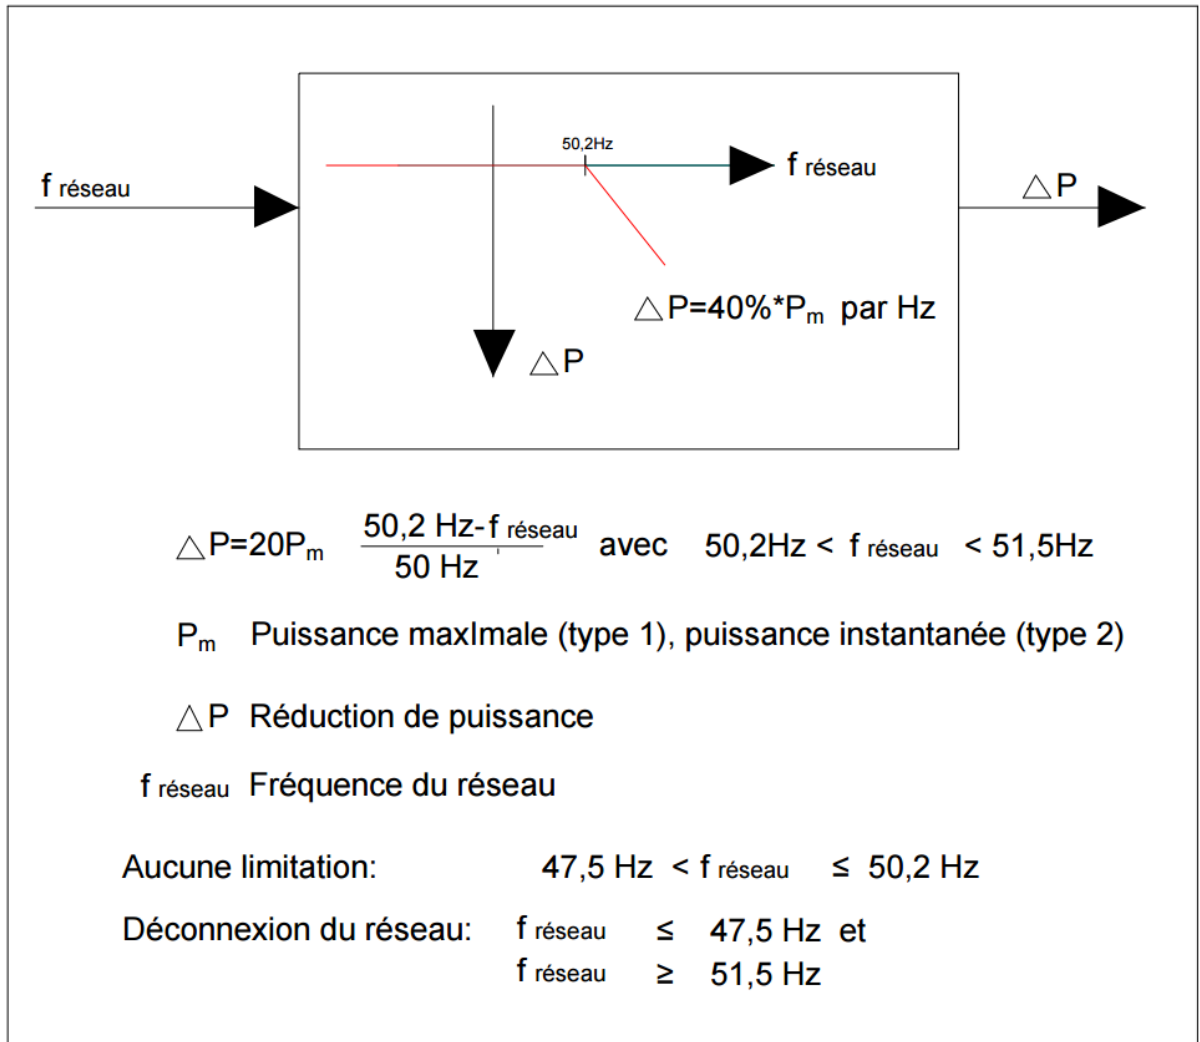 50,2Hz
f réseau
f réseau
△P
△P=40%*Pm par Hz
△P
△P=20Pm (50,2 Hz-f réseau)/(50 Hz) avec 50,2Hz < f réseau < 51,5Hz
Pm Puissance maxImale (type 1), puissance instantanée (type 2)
△P Réduction de puissance
f réseau Fréquence du réseau
Aucune limitation: 47,5 Hz < f réseau ≤ 50,2 Hz
Déconnexion du réseau: f réseau ≤ 47,5 Hz et
f réseau ≥ 51,5 Hz